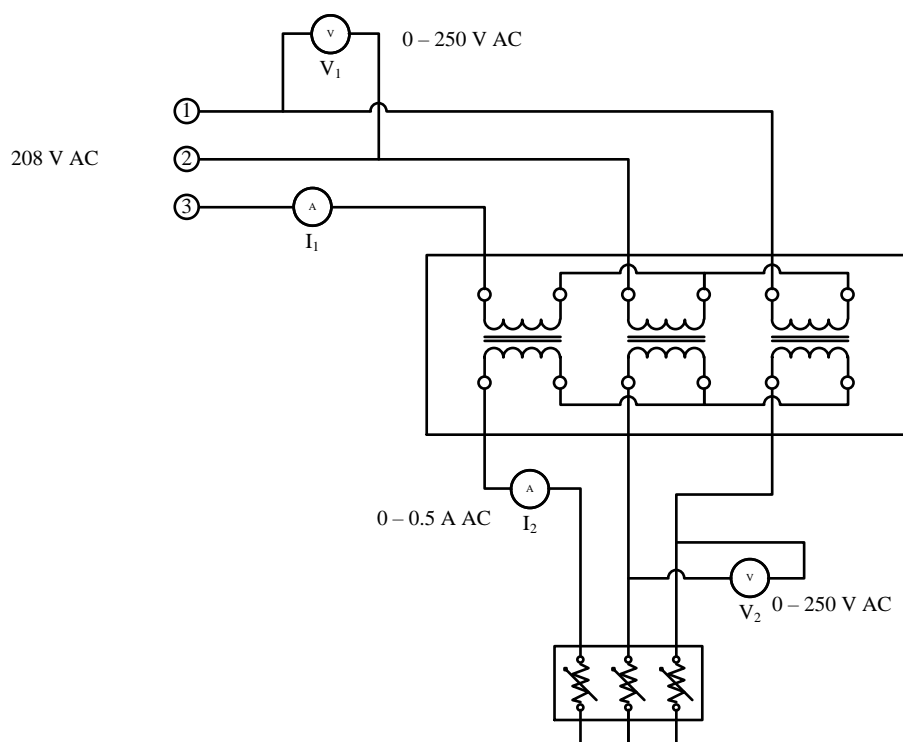 V
0 – 250 V AC
V1
1
208 V AC
2
3
A
I1
A
0 – 0.5 A AC
I2
V
V2
0 – 250 V AC